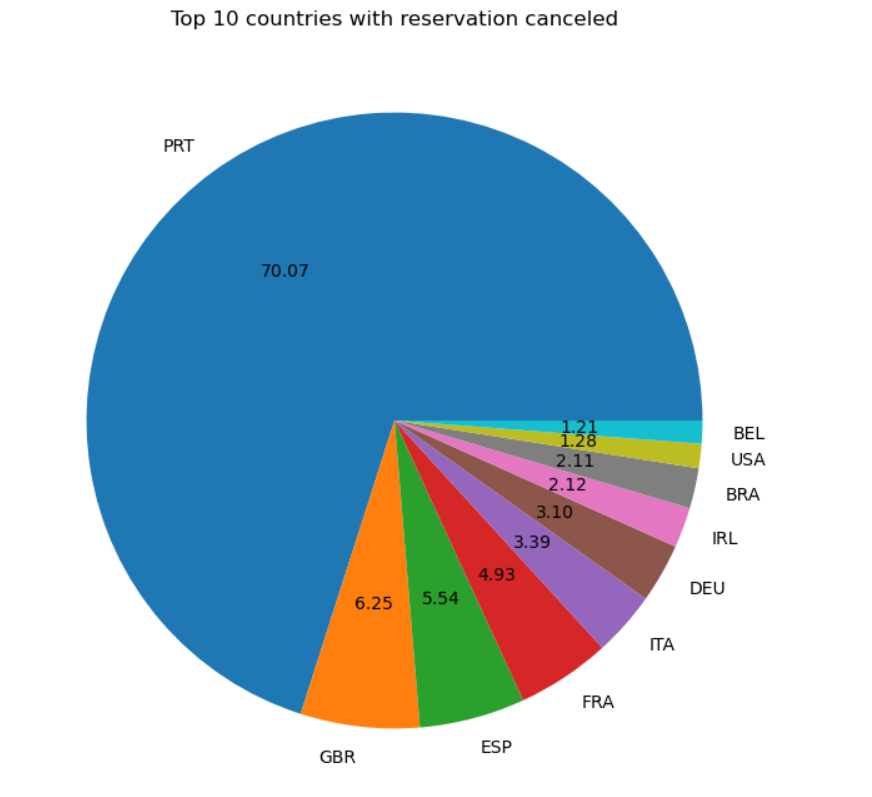 Top 10 countries with reservation canceled
PRT
70.07
1.21
BEL
1.28
USA
2.11
BRA
2.12
IRL
3.10
DEU
3.39
ITA
4.93
FRA
5.54
ESP
6.25
GBR